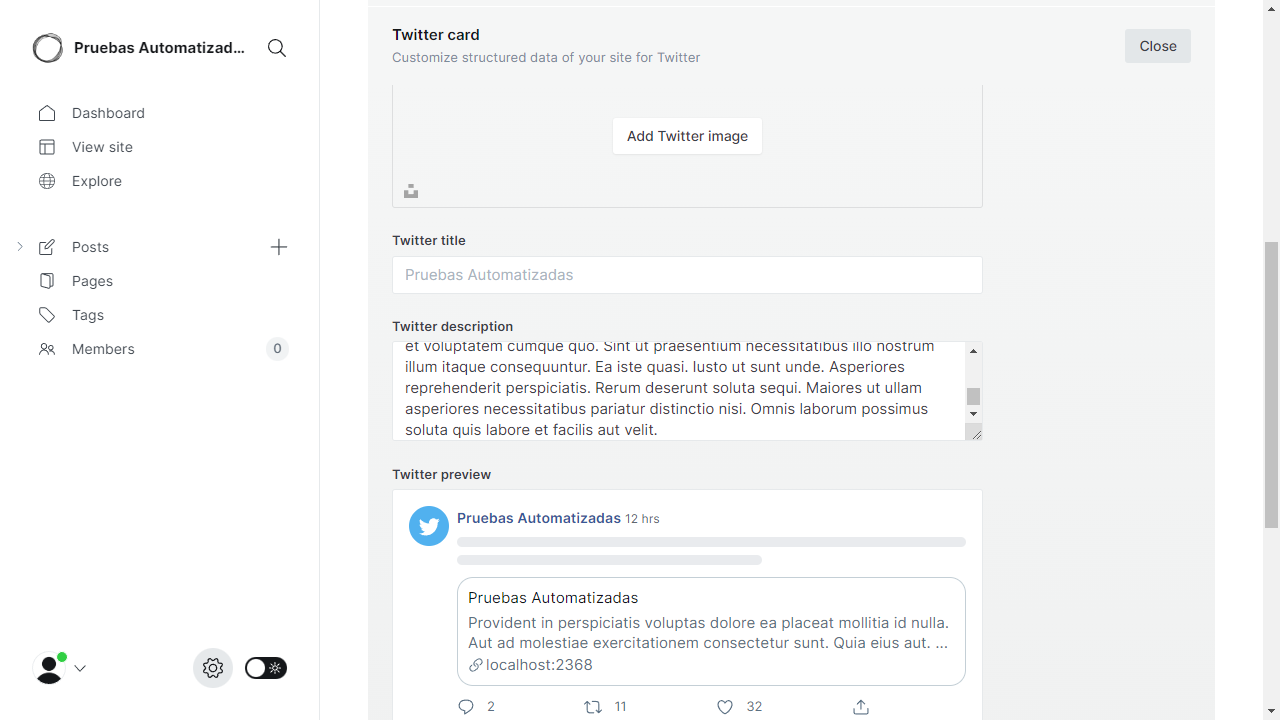 Pruebas Automatizad...
Dashboard
View site
Explore
Posts
Pages
Tags
Members
0
Twitter card
Customize structured data of your site for Twitter
Close
Add Twitter image
Twitter title
Pruebas Automatizadas
Twitter description
et voluptatem cumque quo. Sint ut praesentium necessitatibus illo nostrum
illum itaque consequuntur. Ea iste quasi. Iusto ut sunt unde. Asperiores
reprehenderit perspiciatis. Rerum deserunt soluta sequi. Maiores ut ullam
asperiores necessitatibus pariatur distinctio nisi. Omnis laborum possimus
soluta quis labore et facilis aut velit.
Twitter preview
Pruebas Automatizadas 12 hrs
Pruebas Automatizadas
Provident in perspiciatis voluptas dolore ea placeat mollitia id nulla.
Aut ad molestiae exercitationem consectetur sunt. Quia eius aut. ...
localhost:2368
2 11 32